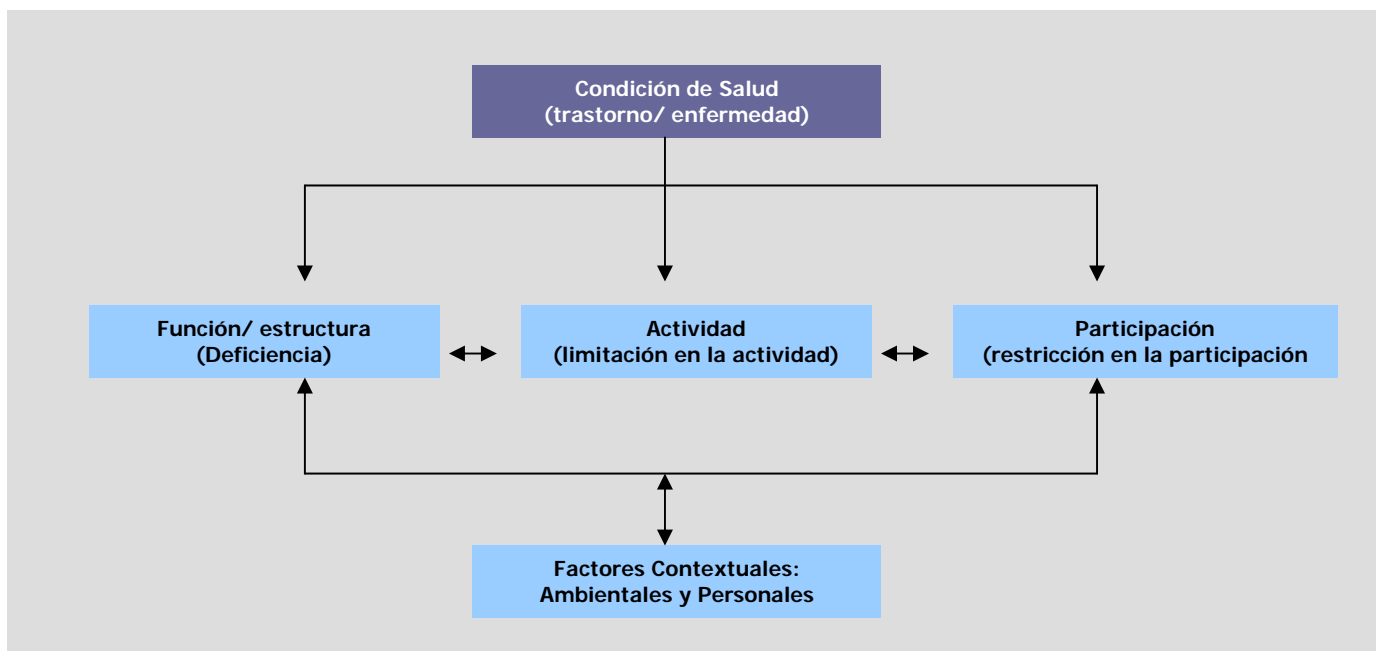 Condición de Salud
(trastorno/ enfermedad)
Función/ estructura
(Deficiencia)
Actividad
(limitación en la actividad)
Participación
(restricción en la participación
Factores Contextuales:
Ambientales y Personales